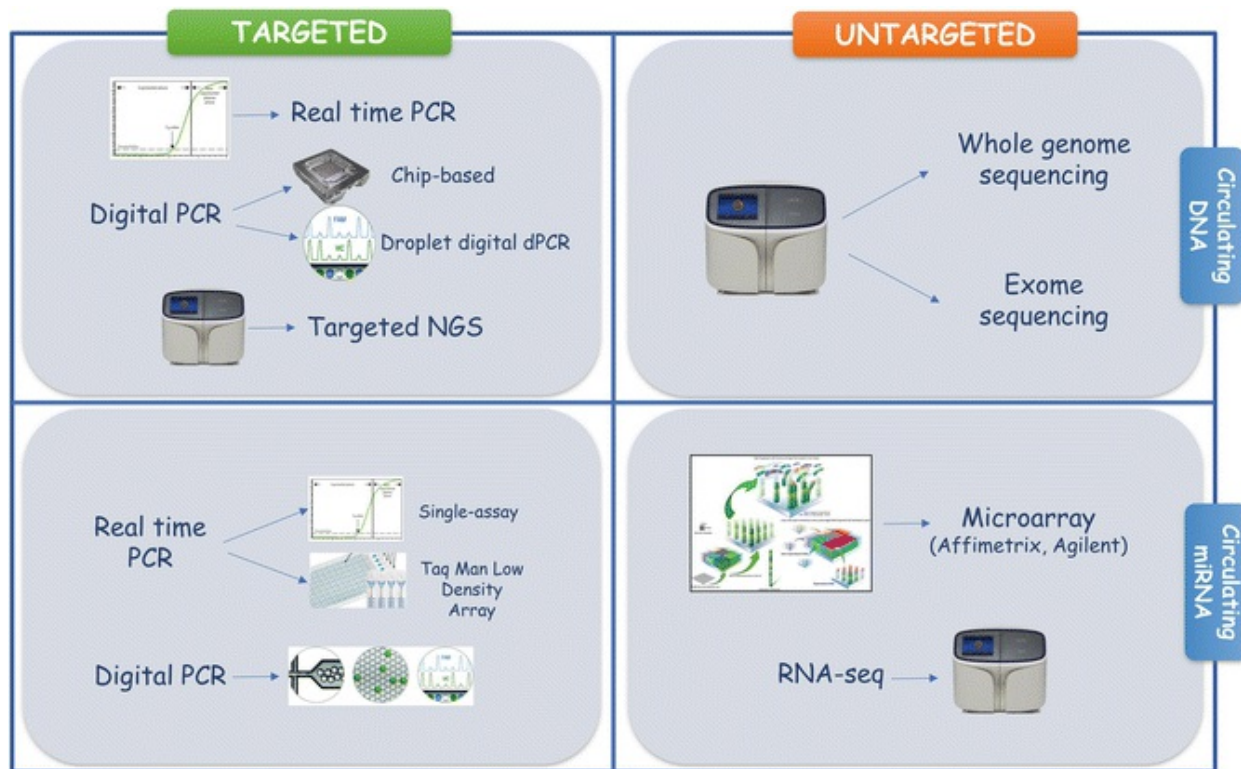 TARGETED
UNTARGETED
Real time PCR
Digital PCR
Chip-based
Droplet digital dPCR
Targeted NGS
Whole genome
sequencing
Exome
sequencing
Circulating
DNA
Real time
PCR
Single-assay
Taq Man Low
Density
Array
Digital PCR
Microarray
(Affimetrix, Agilent)
RNA-seq
Circulating
miRNA